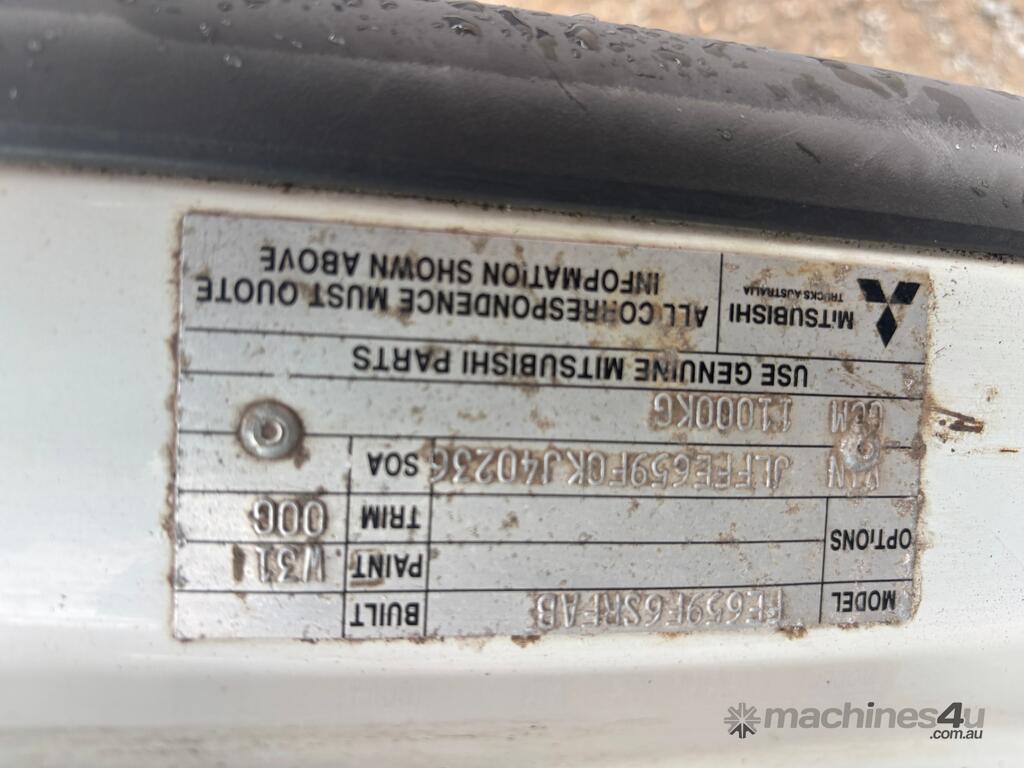 MODEL FE659F6SRFAB BUILT
OPTIONS PAINT W31
TRIM 00G
VIN JLFFE659F0KJ40236 SOA
GCM 11000KG
USE GENUINE MITSUBISHI PARTS
MITSUBISHI
TRUCKS AUSTRALIA
ALL CORRESPONDENCE MUST QUOTE
INFORMATION SHOWN ABOVE
machines4u
.com.au